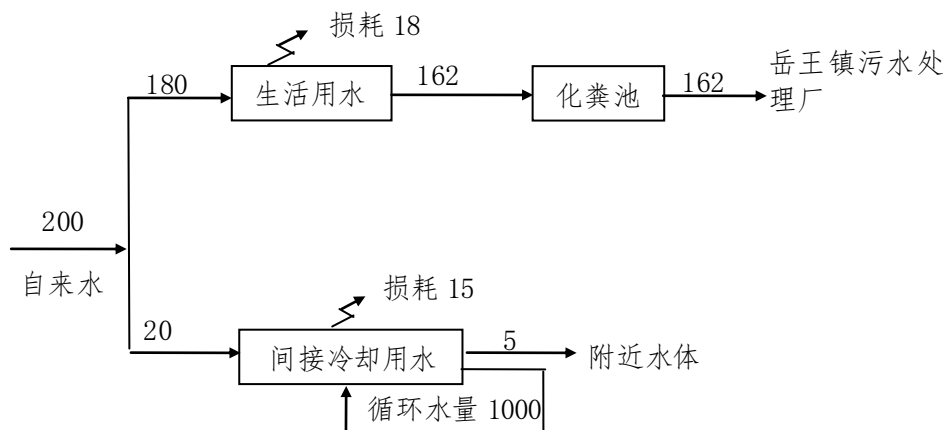 损耗 18
180
生活用水
162
化粪池
162
岳王镇污水处
理厂
200
自来水
损耗 15
20
间接冷却用水
5
附近水体
循环水量 1000